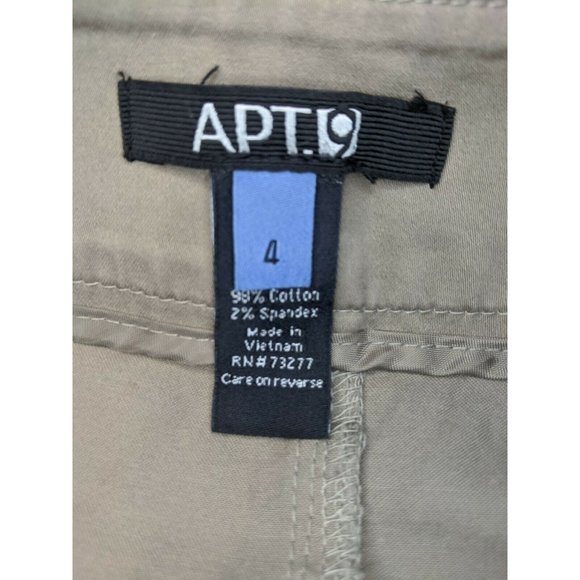 APT.9
4
98% Cotton
2% Spandex
Made in
Vietnam
RN#73277
Care on reverse